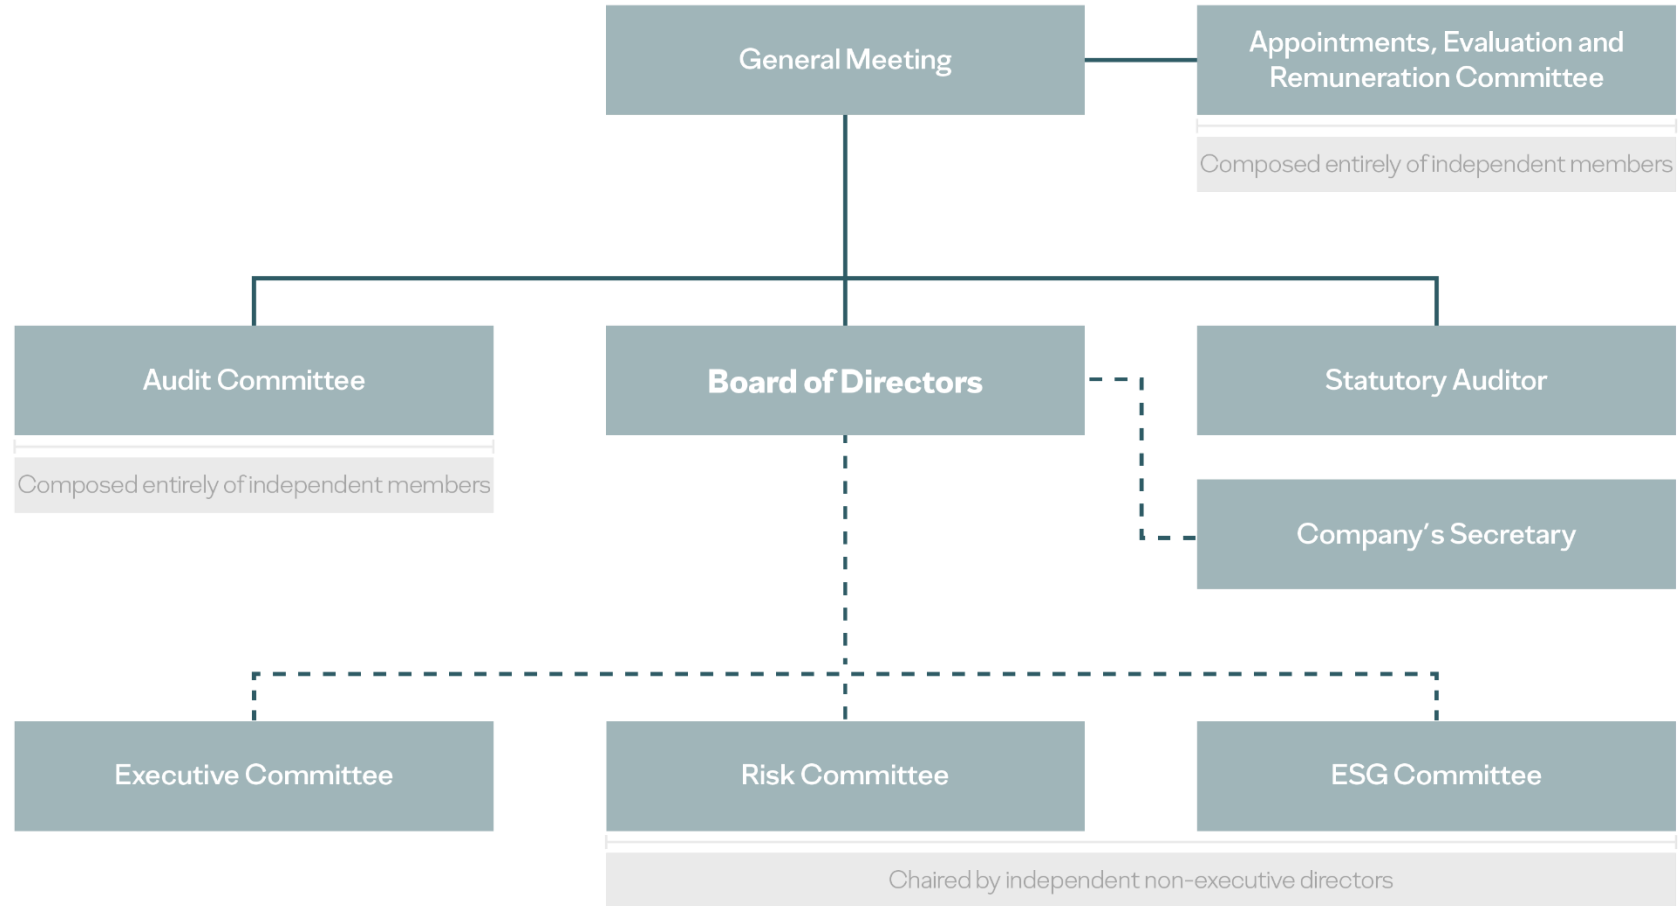 General Meeting
Appointments, Evaluation and
Remuneration Committee
Composed entirely of independent members
Audit Committee
Board of Directors
Statutory Auditor
Composed entirely of independent members
Company's Secretary
Executive Committee
Risk Committee
ESG Committee
Chaired by independent non-executive directors